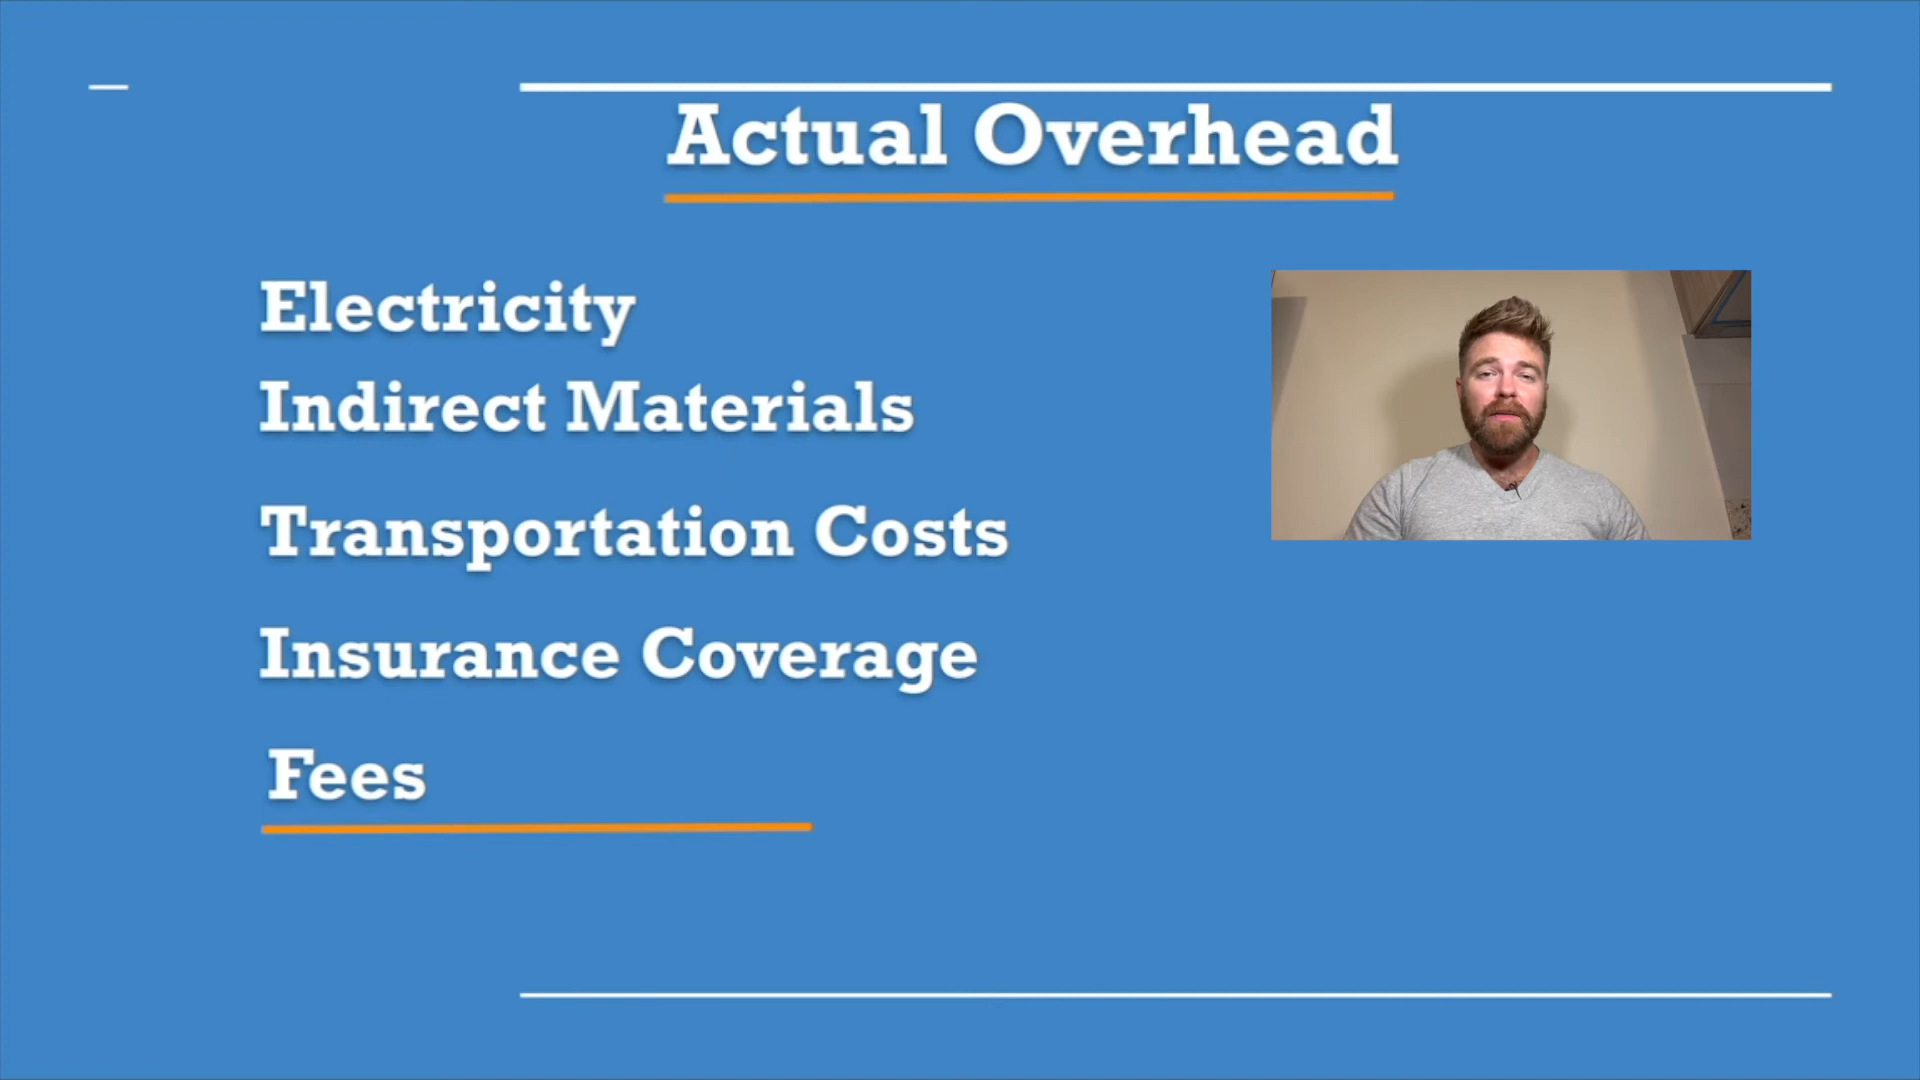 Actual Overhead
Electricity
Indirect Materials
Transportation Costs
Insurance Coverage
Fees